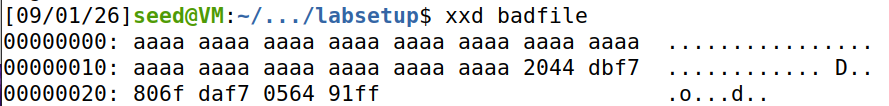 [09/01/26]seed@VM:~/.../labsetup$ xxd badfile
00000000: aaaa aaaa aaaa aaaa aaaa aaaa aaaa aaaa  ................
00000010: aaaa aaaa aaaa aaaa aaaa aaaa 2044 dbf7  ............ D..
00000020: 806f daf7 0564 91ff                      .o...d..